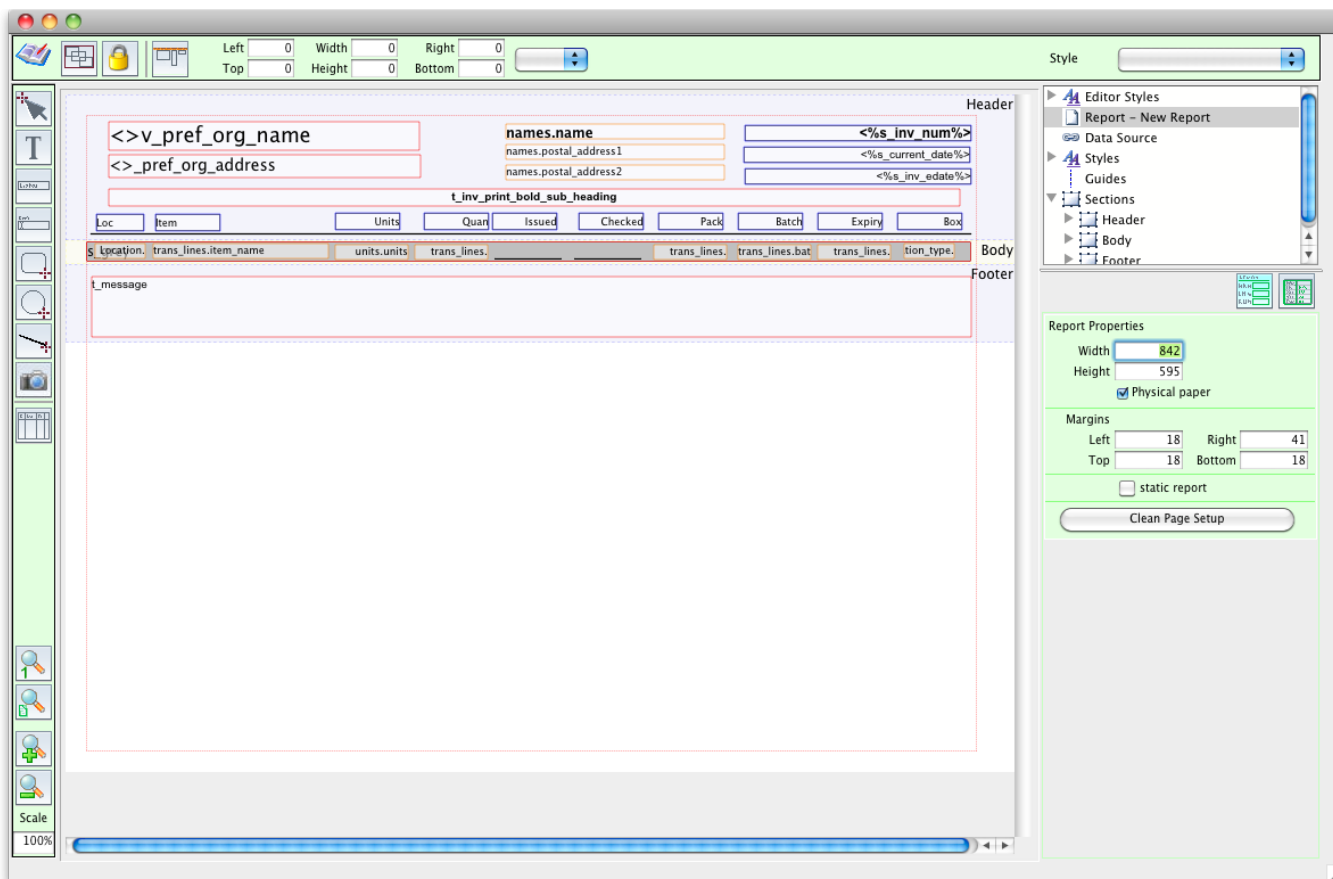 Left 0 Width 0 Right 0
Top 0 Height 0 Bottom 0
Style
Header
<>v_pref_org_name
<>_pref_org_address
names.name
names.postal_address1
names.postal_address2
<%s_inv_num%>
<%s_current_date%>
<%s_inv_edate%>
t_inv_print_bold_sub_heading
Loc Item Units Quan Issued Checked Pack Batch Expiry Box
Location. trans_lines.item_name units.units trans_lines. trans_lines. trans_lines.bat trans_lines. tion_type. Body
Footer
t_message
T
1
Scale
100%
Editor Styles
Report – New Report
Data Source
Styles
Guides
Sections
Header
Body
Footer
Report Properties
Width 842
Height 595
Physical paper
Margins
Left 18 Right 41
Top 18 Bottom 18
static report
Clean Page Setup